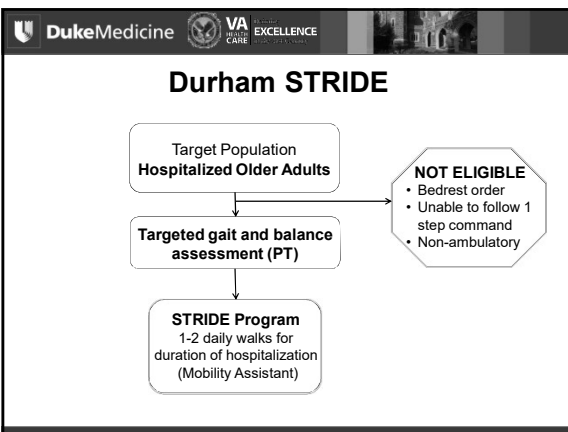 DukeMedicine
VA
HEALTH
CARE
EXCELLENCE
Durham STRIDE
Target Population
Hospitalized Older Adults
NOT ELIGIBLE
• Bedrest order
• Unable to follow 1
step command
• Non-ambulatory
Targeted gait and balance
assessment (PT)
STRIDE Program
1-2 daily walks for
duration of hospitalization
(Mobility Assistant)